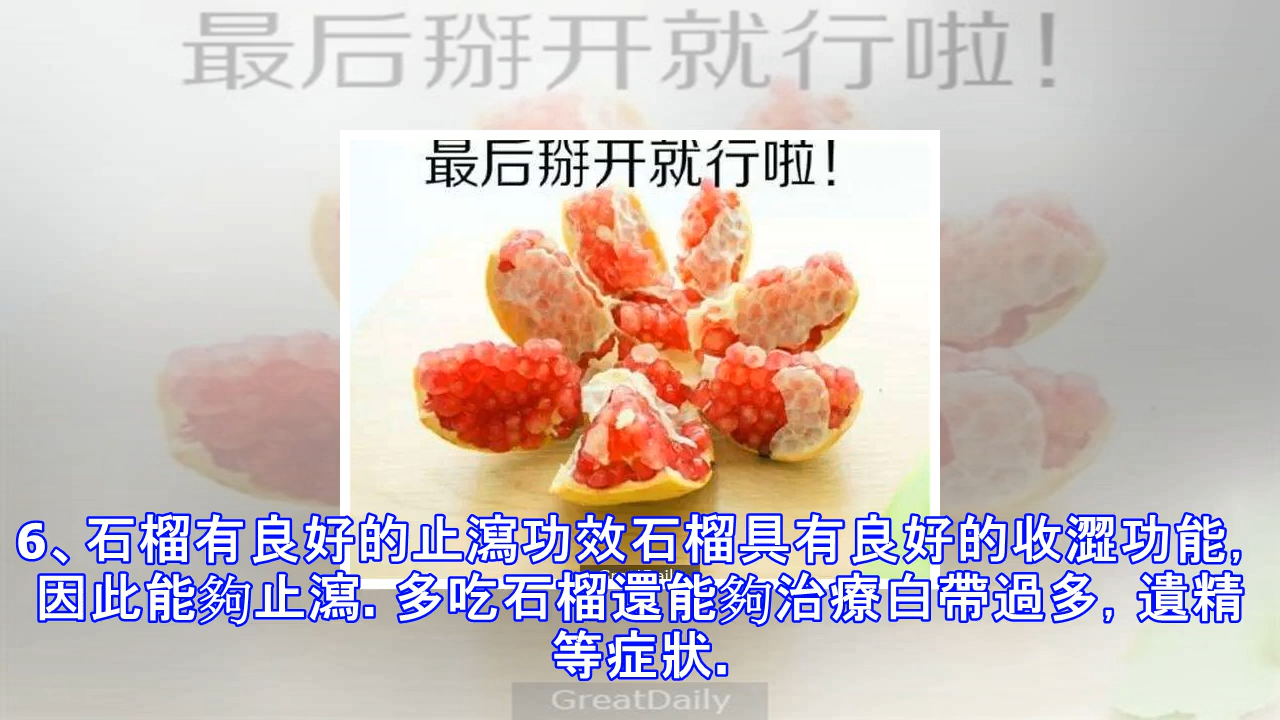 最后掰开就行啦!
最后掰开就行啦!
6、石榴有良好的止瀉功效石榴具有良好的收澀功能,
因此能夠止瀉. 多吃石榴還能夠治療白帶過多, 遺精
等症狀.
GreatDaily